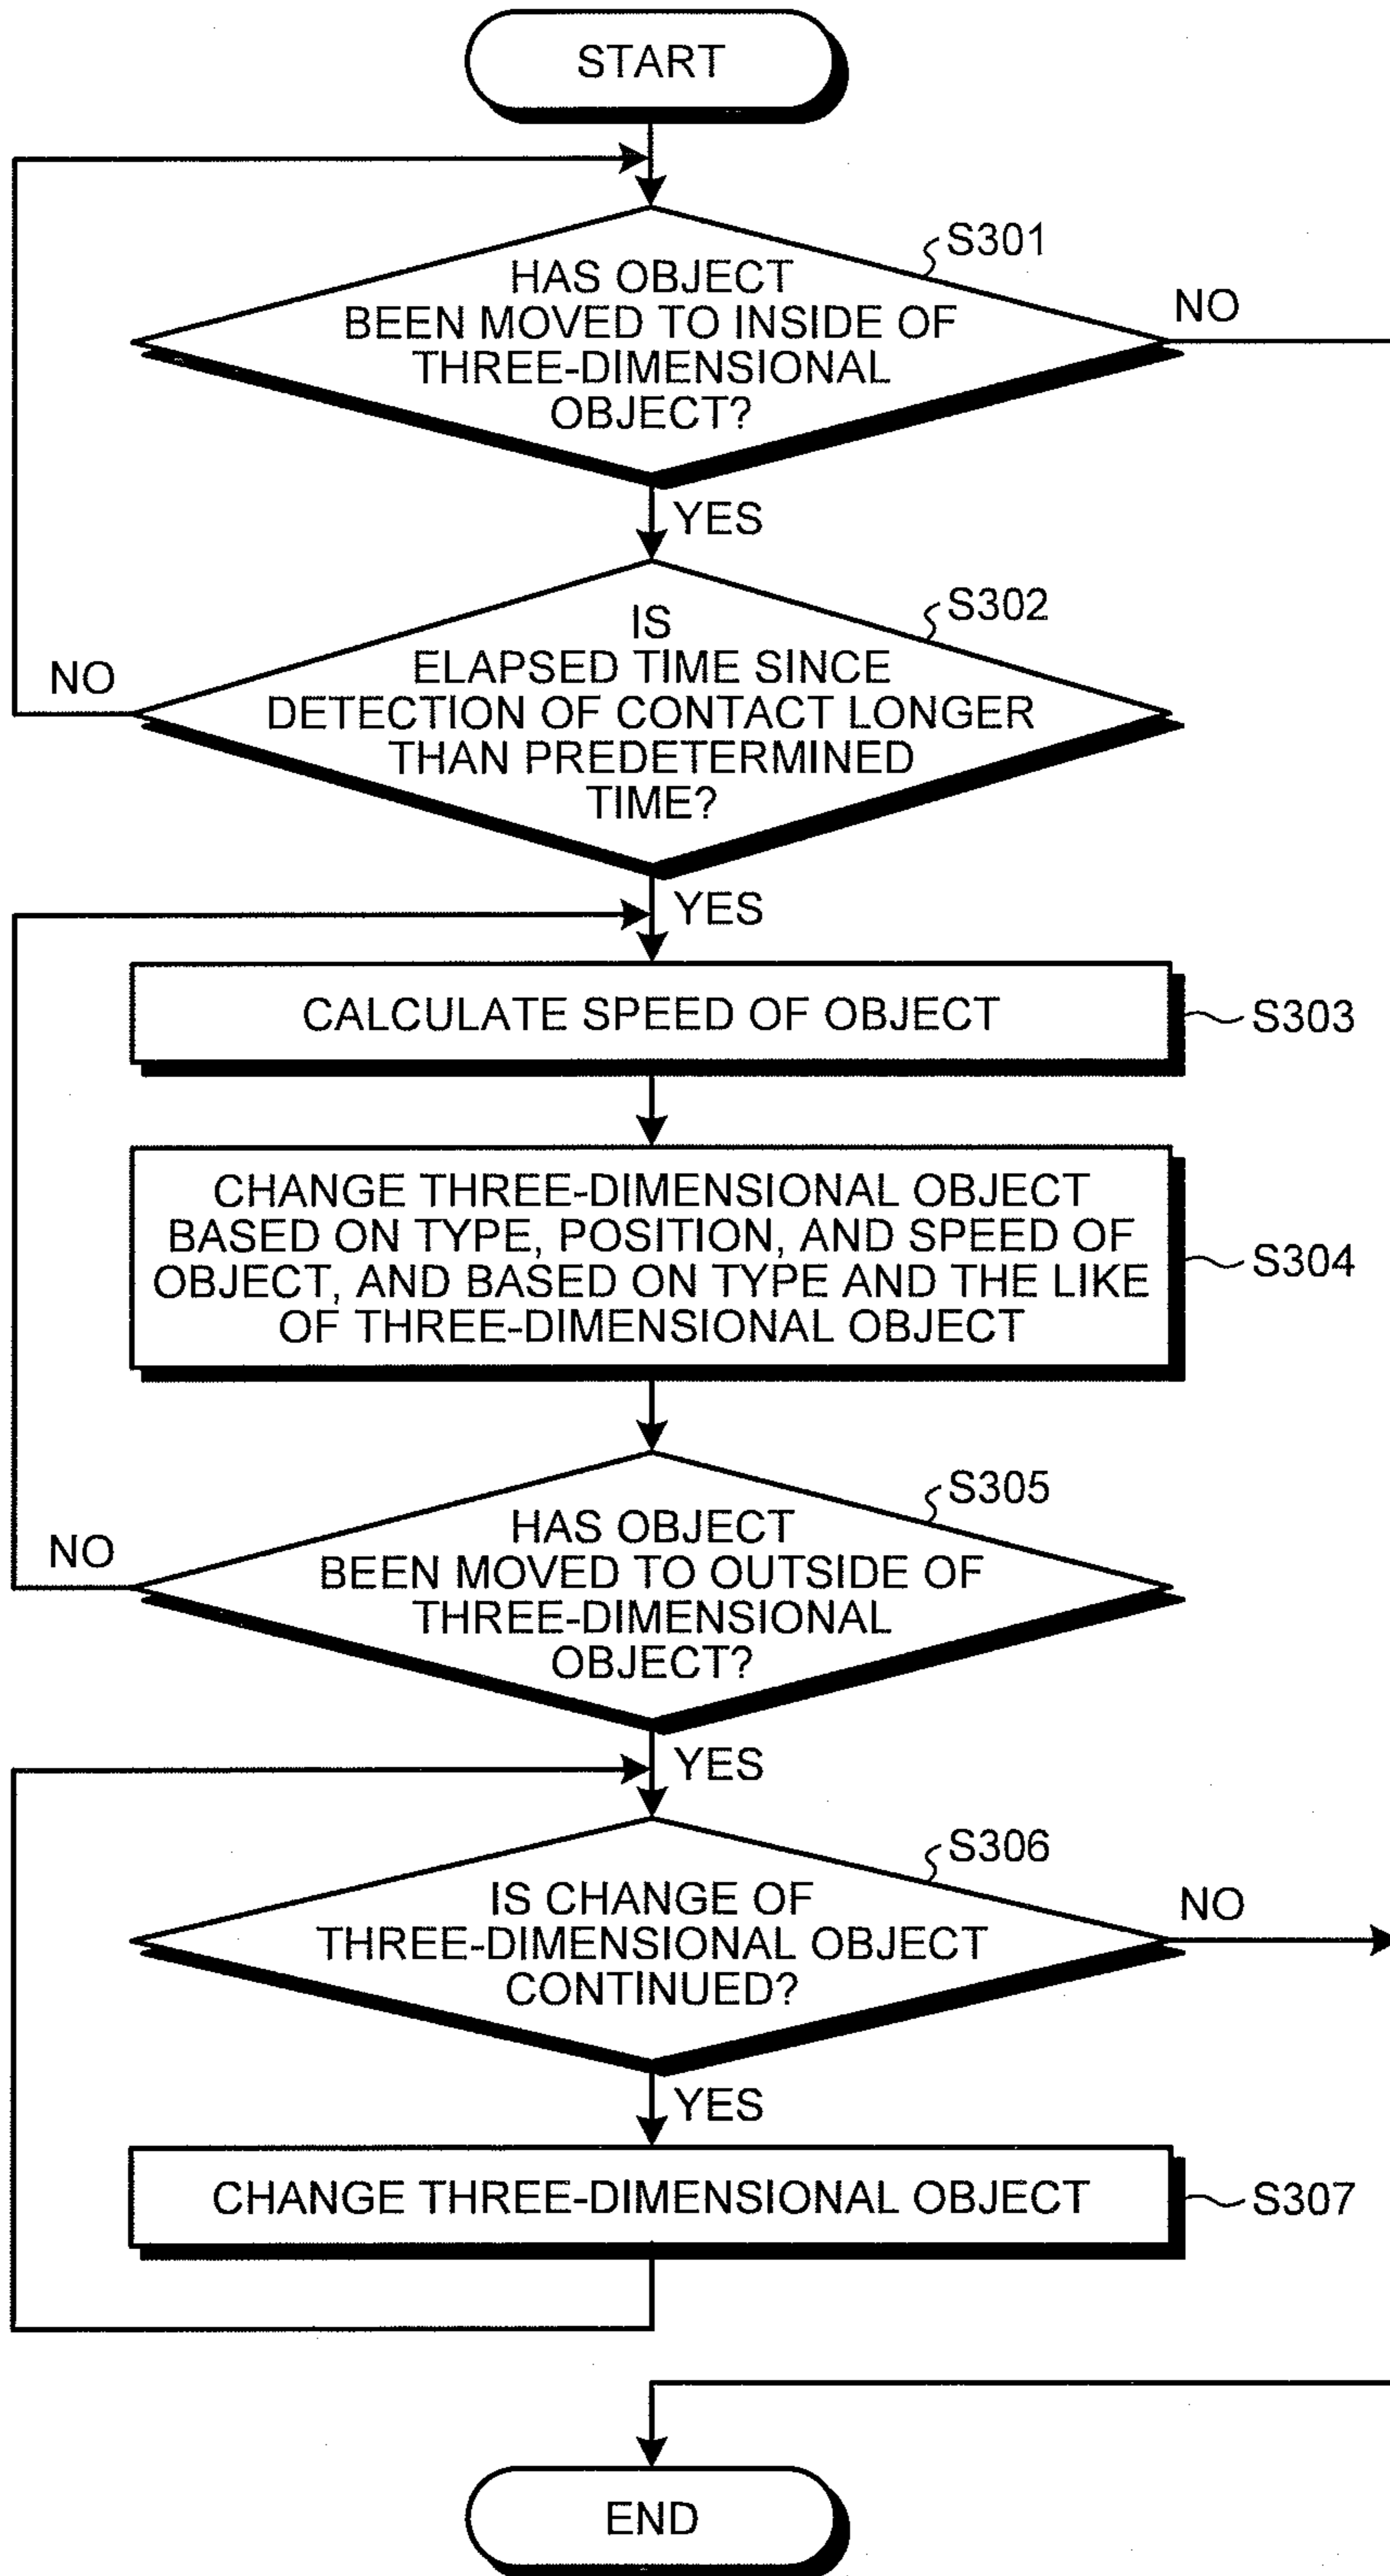 START
S301
HAS OBJECT
BEEN MOVED TO INSIDE OF
THREE-DIMENSIONAL
OBJECT?
NO
YES
S302
IS
ELAPSED TIME SINCE
DETECTION OF CONTACT LONGER
THAN PREDETERMINED
TIME?
NO
YES
CALCULATE SPEED OF OBJECT
S303
CHANGE THREE-DIMENSIONAL OBJECT
BASED ON TYPE, POSITION, AND SPEED OF
OBJECT, AND BASED ON TYPE AND THE LIKE
OF THREE-DIMENSIONAL OBJECT
S304
S305
HAS OBJECT
BEEN MOVED TO OUTSIDE OF
THREE-DIMENSIONAL
OBJECT?
NO
YES
S306
IS CHANGE OF
THREE-DIMENSIONAL OBJECT
CONTINUED?
NO
YES
CHANGE THREE-DIMENSIONAL OBJECT
S307
END